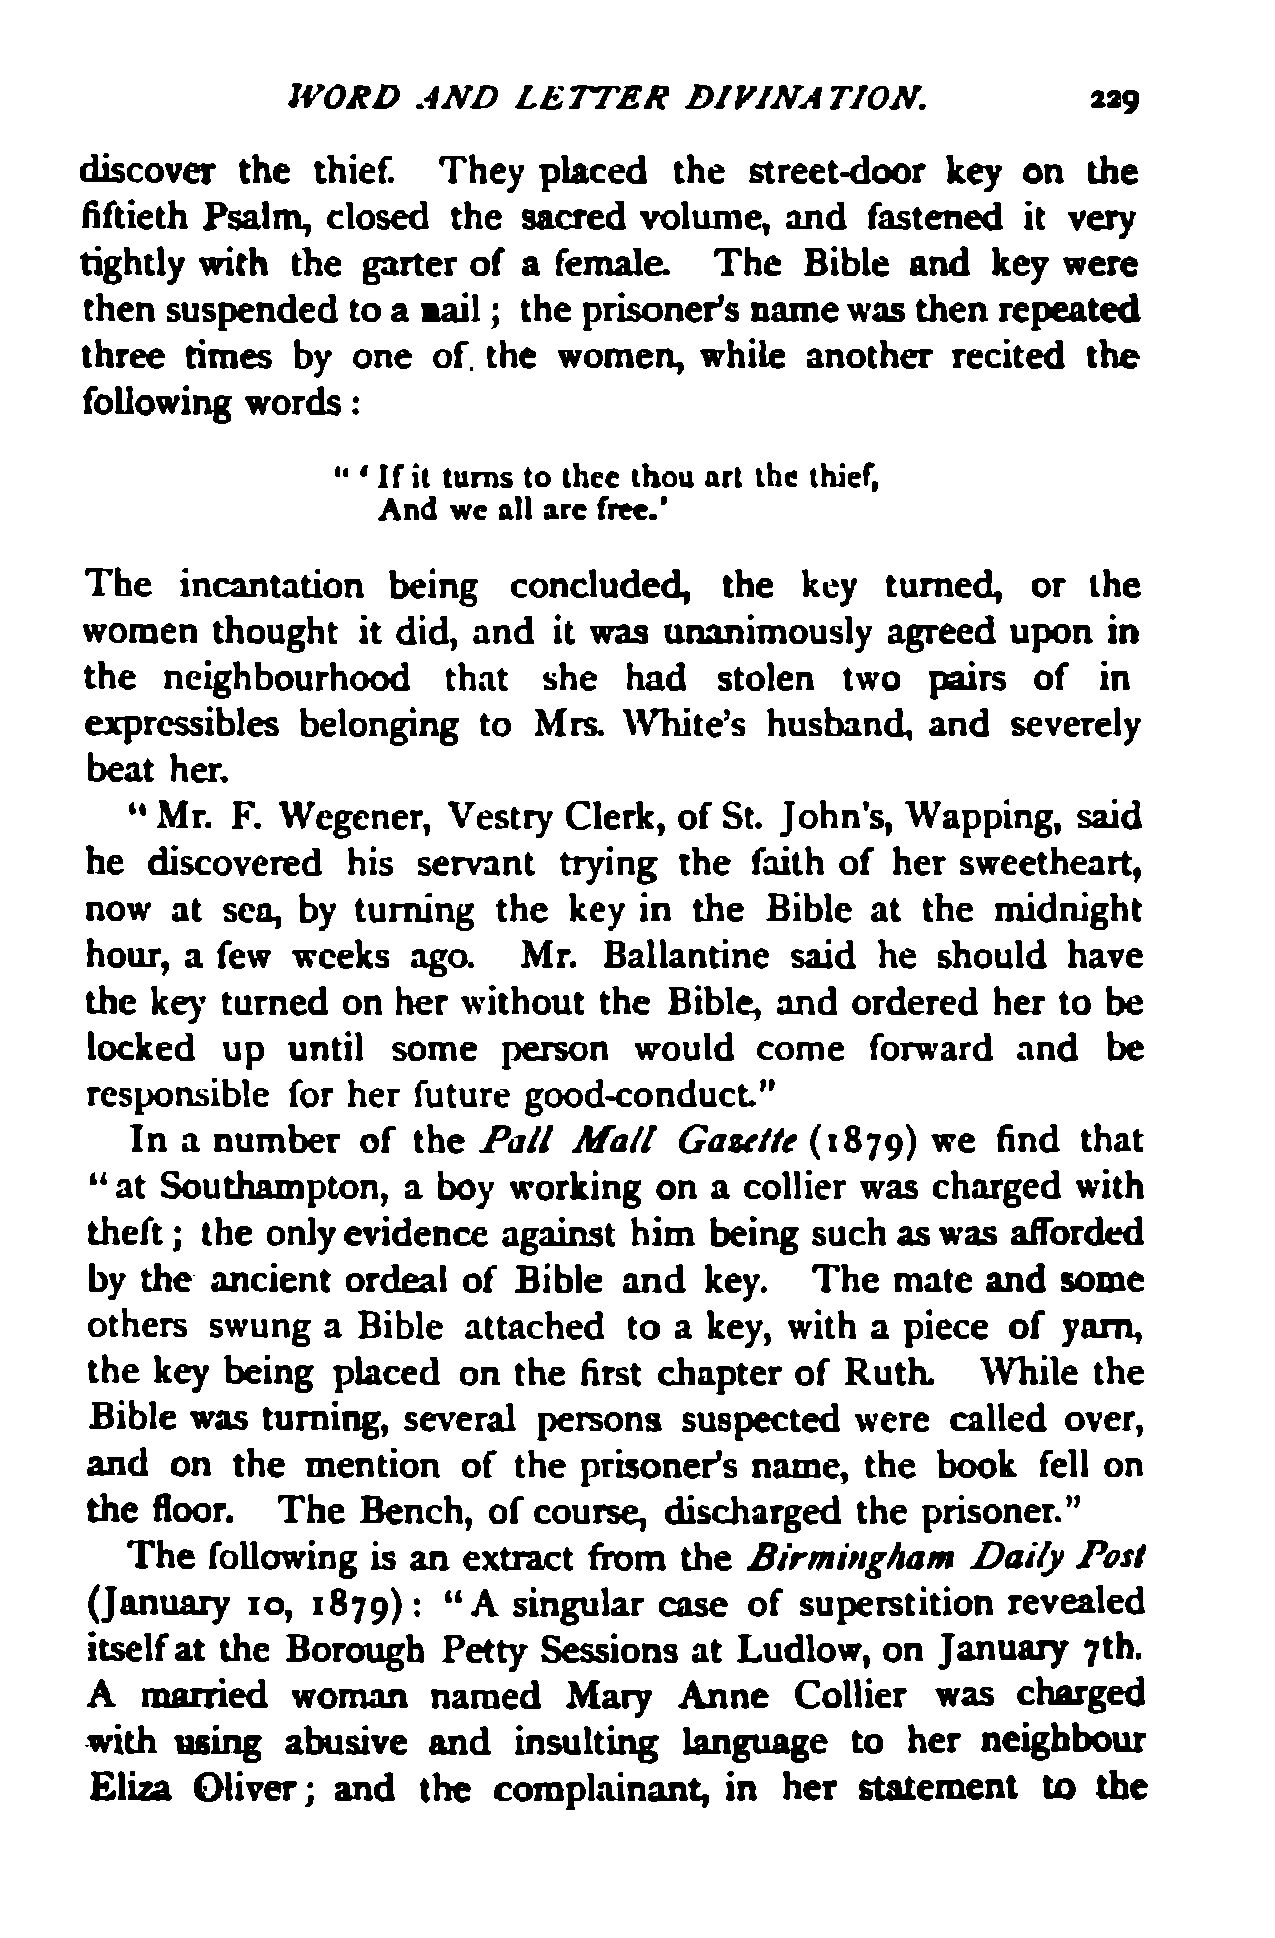 WORD AND LETTER DIVINATION. 229
discover the thief. They placed the street-door key on the
fiftieth Psalm, closed the sacred volume, and fastened it very
tightly with the garter of a female. The Bible and key were
then suspended to a nail ; the prisoner's name was then repeated
three times by one of. the women, while another recited the
following words :
" ' If it turns to thee thou art the thief,
And we all are free.'
The incantation being concluded, the key turned, or the
women thought it did, and it was unanimously agreed upon in
the neighbourhood that she had stolen two pairs of in
expressibles belonging to Mrs. White's husband, and severely
beat her.
" Mr. F. Wegener, Vestry Clerk, of St. John's, Wapping, said
he discovered his servant trying the faith of her sweetheart,
now at sea, by turning the key in the Bible at the midnight
hour, a few weeks ago. Mr. Ballantine said he should have
the key turned on her without the Bible, and ordered her to be
locked up until some person would come forward and be
responsible for her future good-conduct."
In a number of the Pall Mall Gazette (1879) we find that
" at Southampton, a boy working on a collier was charged with
theft ; the only evidence against him being such as was afforded
by the ancient ordeal of Bible and key. The mate and some
others swung a Bible attached to a key, with a piece of yarn,
the key being placed on the first chapter of Ruth. While the
Bible was turning, several persons suspected were called over,
and on the mention of the prisoner's name, the book fell on
the floor. The Bench, of course, discharged the prisoner."
The following is an extract from the Birmingham Daily Post
(January 10, 1879) : " A singular case of superstition revealed
itself at the Borough Petty Sessions at Ludlow, on January 7th.
A married woman named Mary Anne Collier was charged
with using abusive and insulting language to her neighbour
Eliza Oliver ; and the complainant, in her statement to the